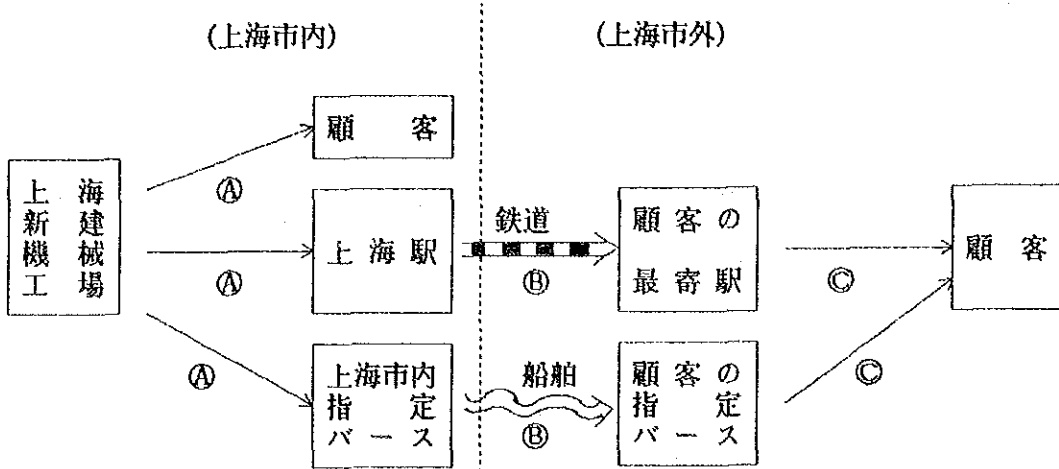 (上海市内)
(上海市外)
顧客
Ⓐ
上海
新建
機械
工場
Ⓐ
上海駅
鉄道
Ⓑ
顧客の
最寄駅
Ⓒ
顧客
Ⓐ
上海市内
指定
バース
船舶
Ⓑ
顧客の
指定
バース
Ⓒ